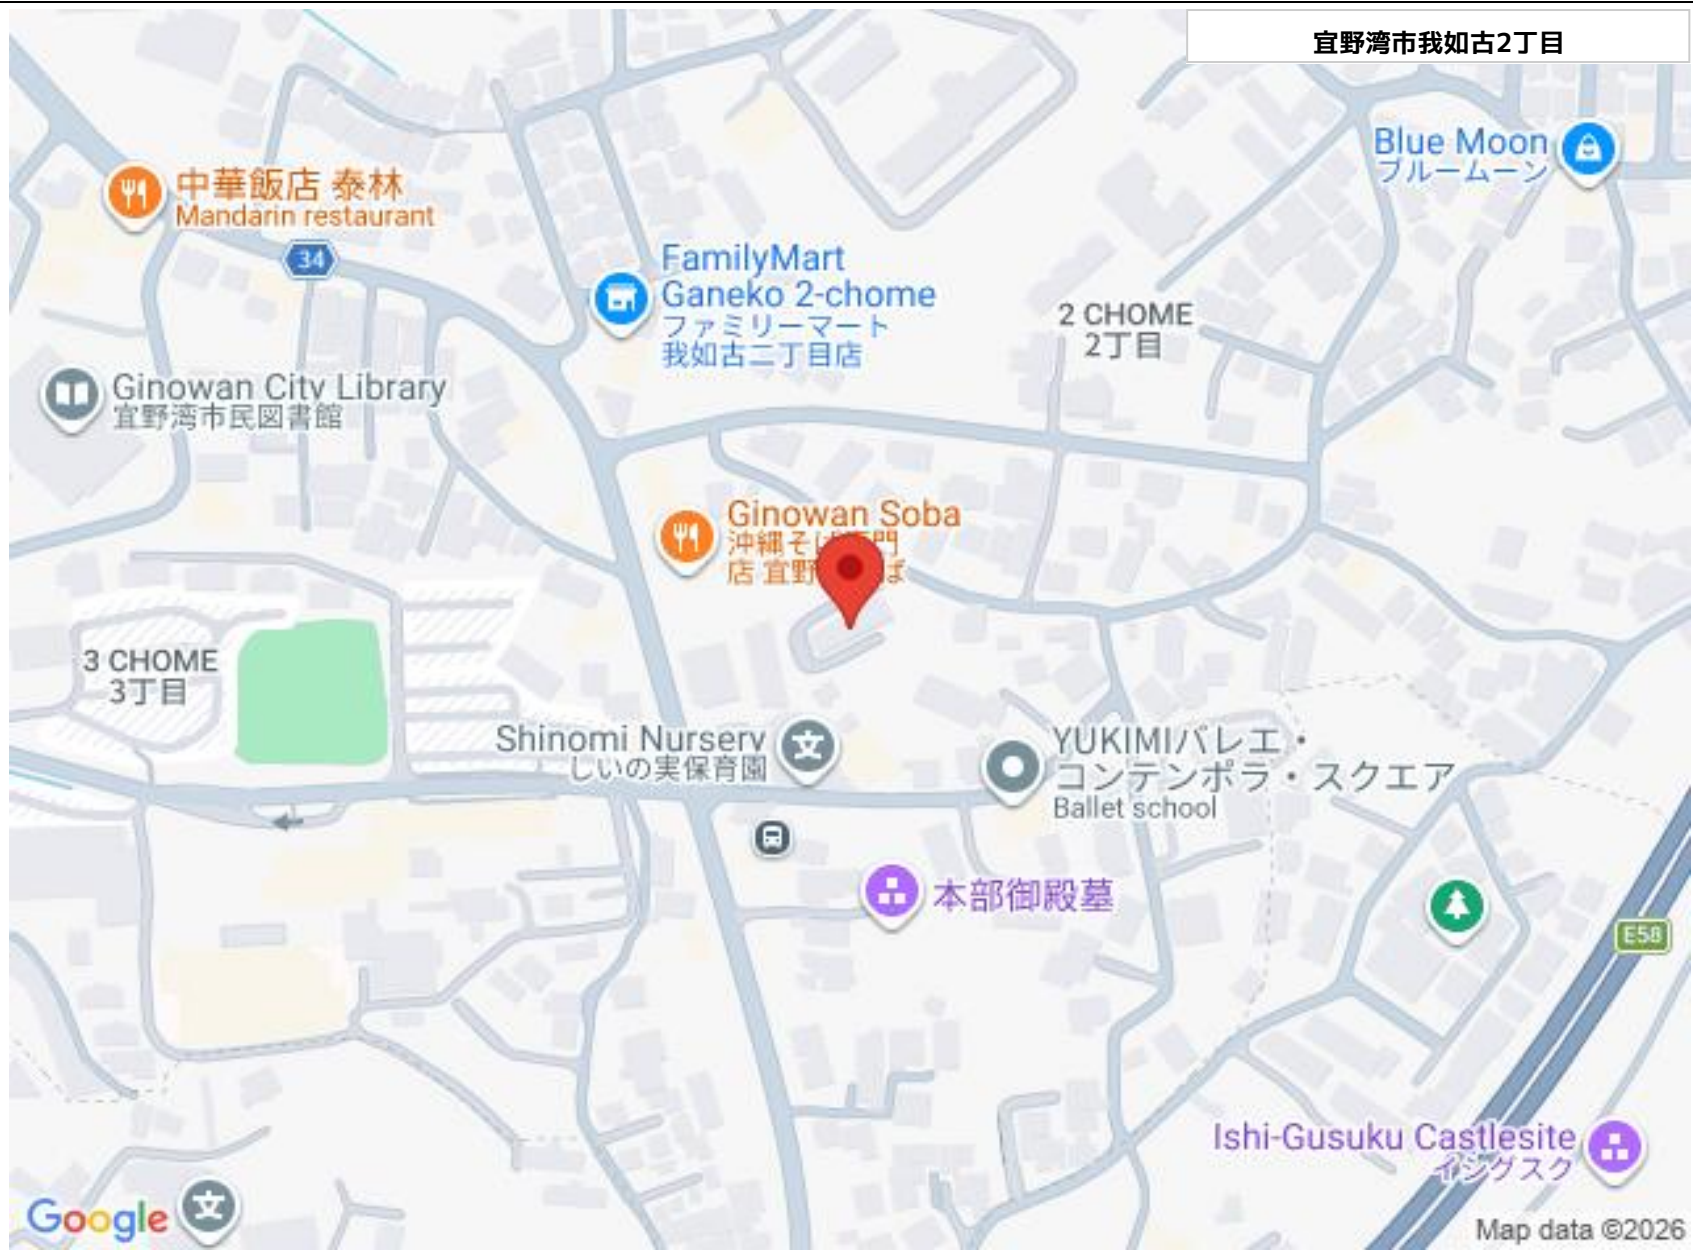 宜野湾市我如古2丁目
Blue Moon
ブルームーン
中華飯店 泰林
Mandarin restaurant
34
FamilyMart
Ganeko 2-chome
ファミリーマート
我如古二丁目店
2 CHOME
2丁目
Ginowan City Library
宜野湾市民図書館
Ginowan Soba
沖縄そば 門
店 宜野 ば
3 CHOME
3丁目
Shinomi Nursery
しいの実保育園
文
YUKIMIバレエ・
コンテンポラ・スクエア
Ballet school
本部御殿墓
E58
Ishi-Gusuku Castlesite
イシグスク
Google
文
Map data ©2026